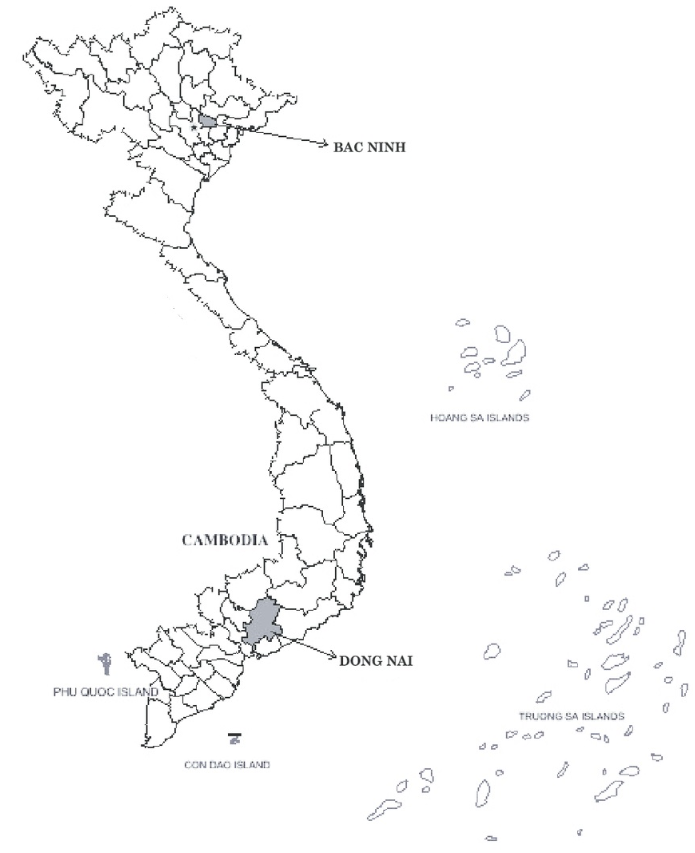 BAC NINH
HOANG SA ISLANDS
CAMBODIA
DONG NAI
PHU QUOC ISLAND
TRUONG SA ISLANDS
CON DAO ISLAND